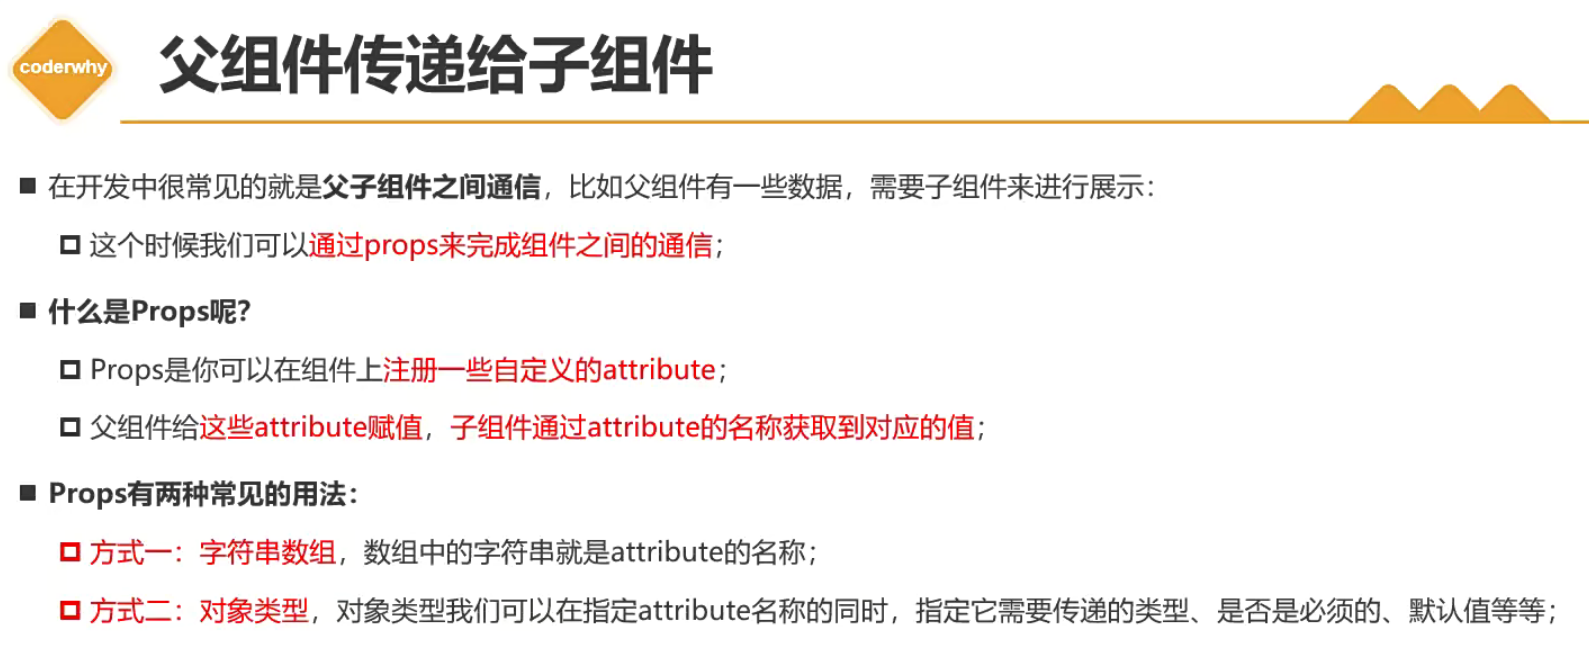 coderwhy
父组件传递给子组件
在开发中很常见的就是父子组件之间通信，比如父组件有一些数据，需要子组件来进行展示：
这个时候我们可以通过props来完成组件之间的通信；
什么是Props呢？
Props是你可以在组件上注册一些自定义的attribute；
父组件给这些attribute赋值，子组件通过attribute的名称获取到对应的值；
Props有两种常见的用法：
方式一：字符串数组，数组中的字符串就是attribute的名称；
方式二：对象类型，对象类型我们可以在指定attribute名称的同时，指定它需要传递的类型、是否是必须的、默认值等等；